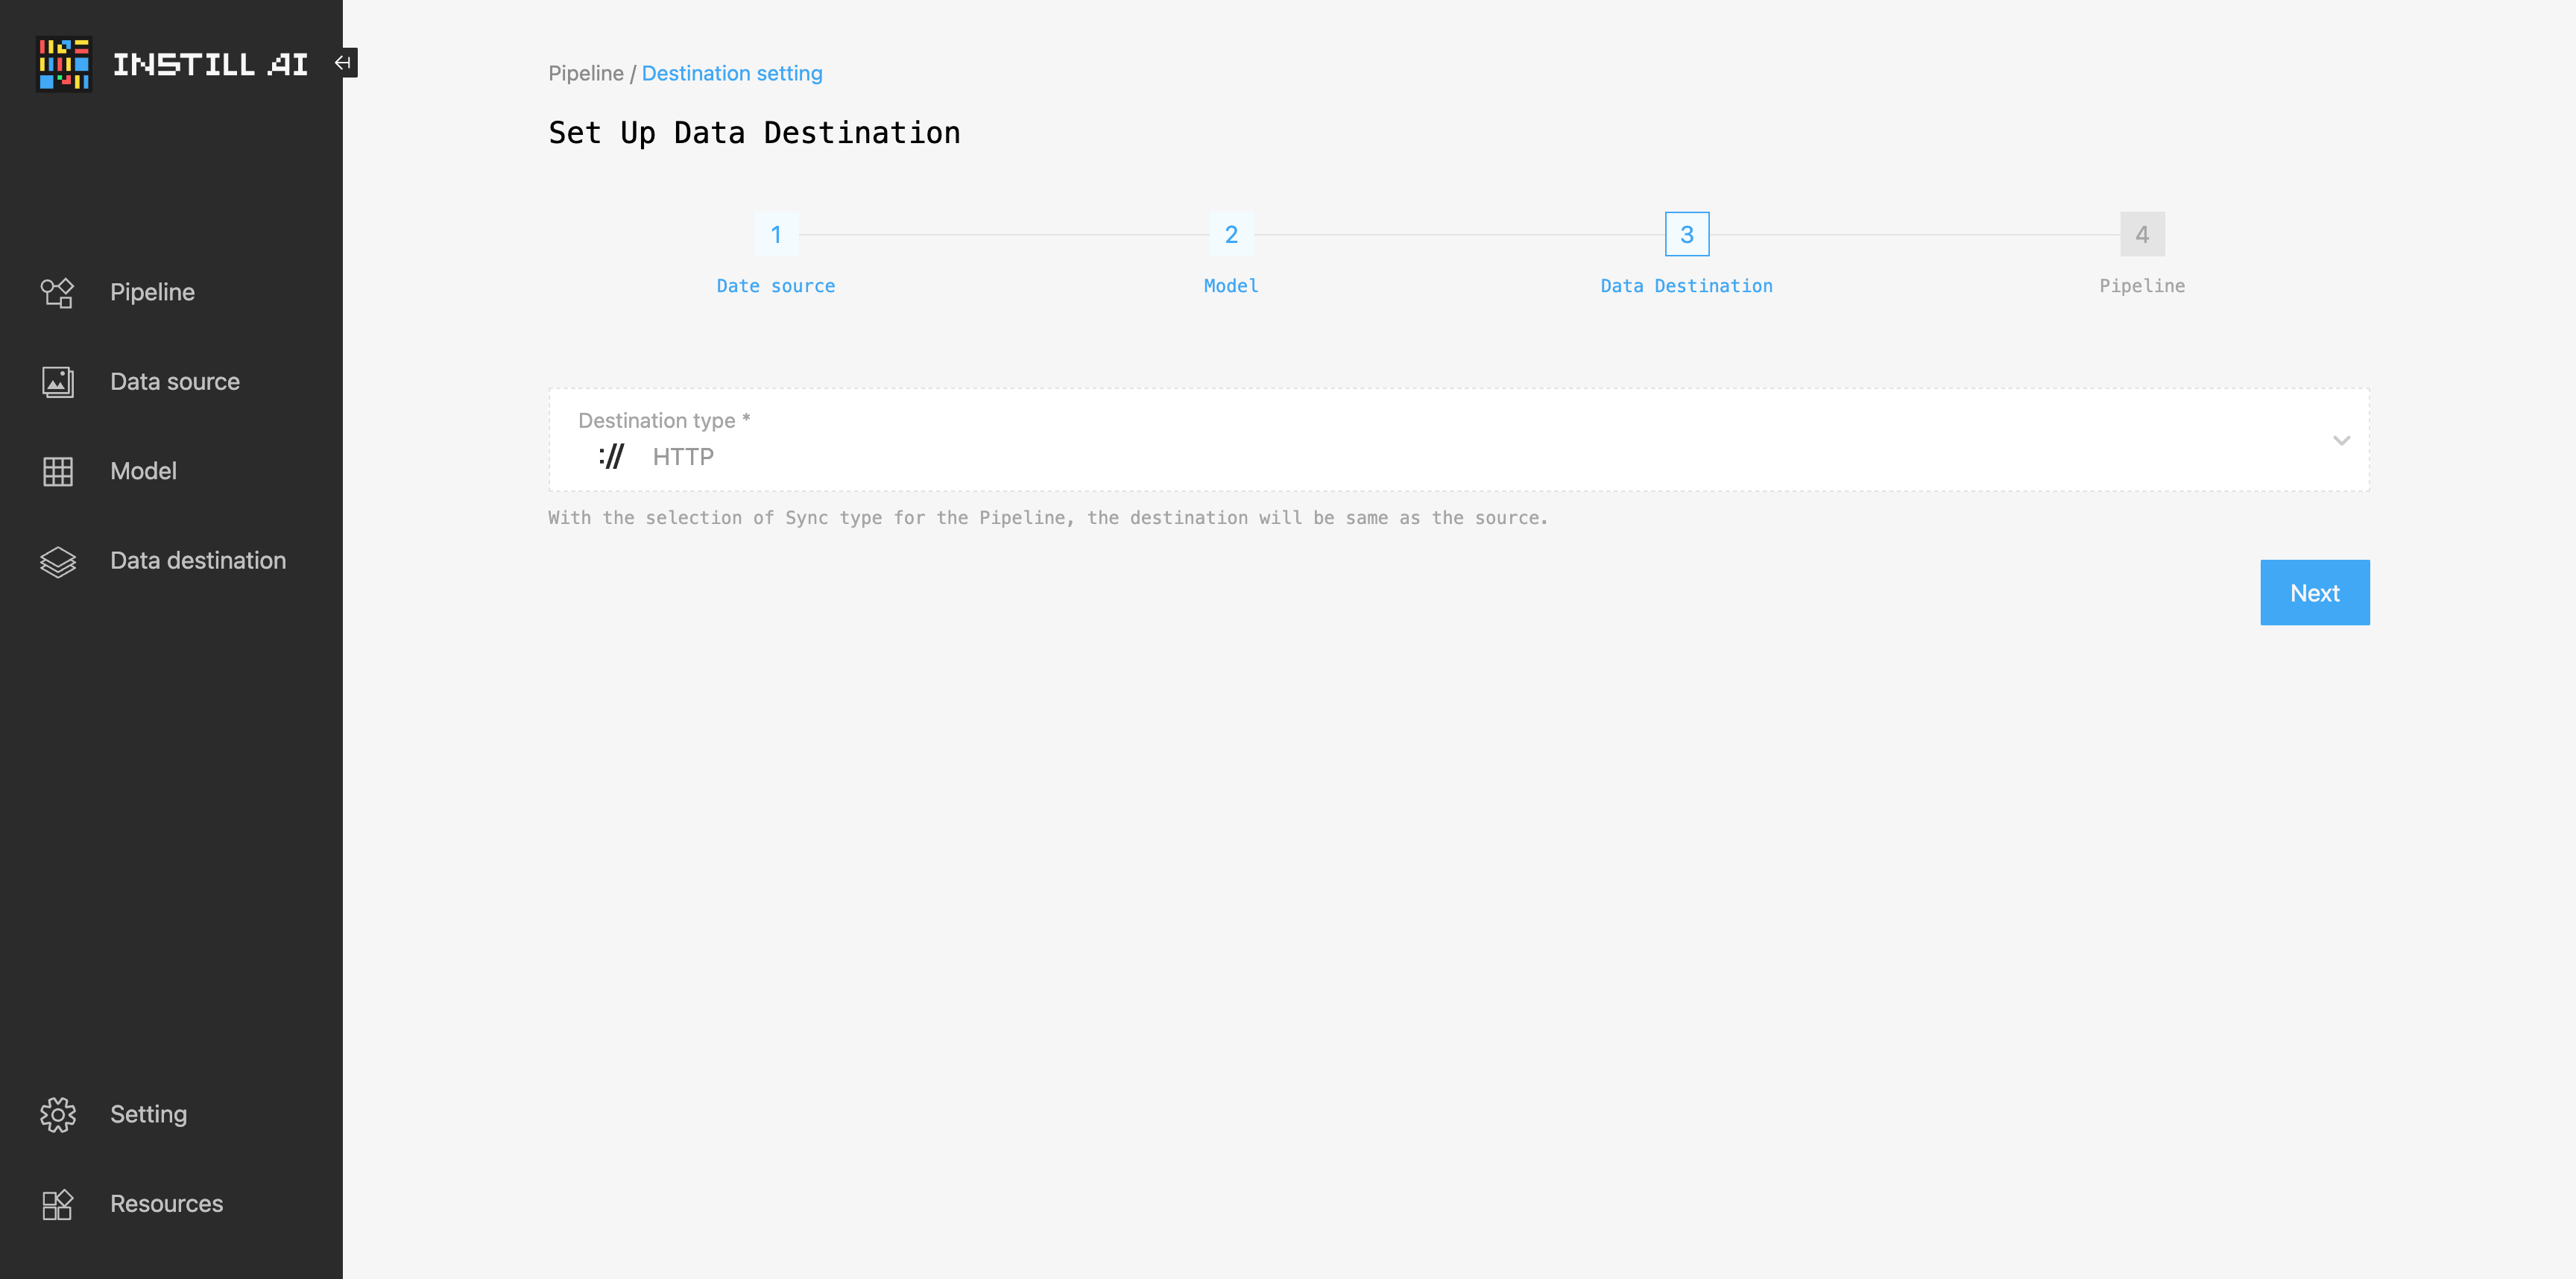 INSTILL AI
Pipeline
Data source
Model
Data destination
Setting
Resources
Pipeline / Destination setting
Set Up Data Destination
1
2
3
4
Date source
Model
Data Destination
Pipeline
Destination type *
:// HTTP
With the selection of Sync type for the Pipeline, the destination will be same as the source.
Next